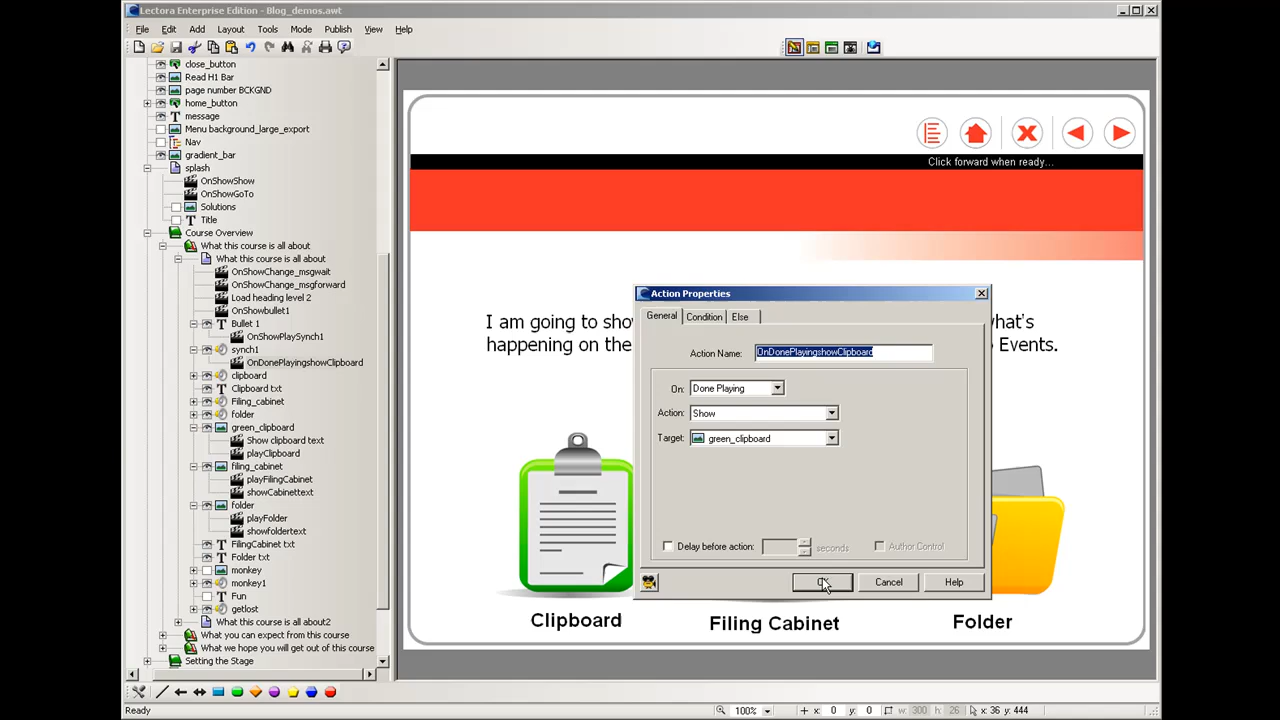 Lectora Enterprise Edition - Blog_demos.awt
File Edit Add Layout Tools Mode Publish View Help
close_button
Read H1 Bar
page number BCKGND
home_button
message
Menu background_large_export
Nav
gradient_bar
splash
OnShowShow
OnShowGoTo
Solutions
Title
Course Overview
What this course is all about
What this course is all about
OnShowChange_msgwait
OnShowChange_msgforward
Load heading level 2
OnShowbullet1
Bullet 1
OnShowPlaySynch1
synch1
OnDonePlayingshowClipboard
clipboard
Clipboard txt
Filing_cabinet
folder
green_clipboard
Show clipboard text
playClipboard
filing_cabinet
playFilingCabinet
showCabinettext
folder
playFolder
showfoldertext
FilingCabinet txt
Folder txt
monkey
monkey1
Fun
getlost
What this course is all about2
What you can expect from this course
What we hope you will get out of this course
Setting the Stage
Click forward when ready...
I am going to sho
what's
happening on the
Events.
Action Properties
General Condition Else
Action Name: OnDonePlayingshowClipboard
On: Done Playing
Action: Show
Target: green_clipboard
Delay before action: seconds Author Control
Cancel Help
Clipboard
Filing Cabinet
Folder
Ready
100% x: 0 y: 0 w: 300 h: 26 x: 36 y: 444